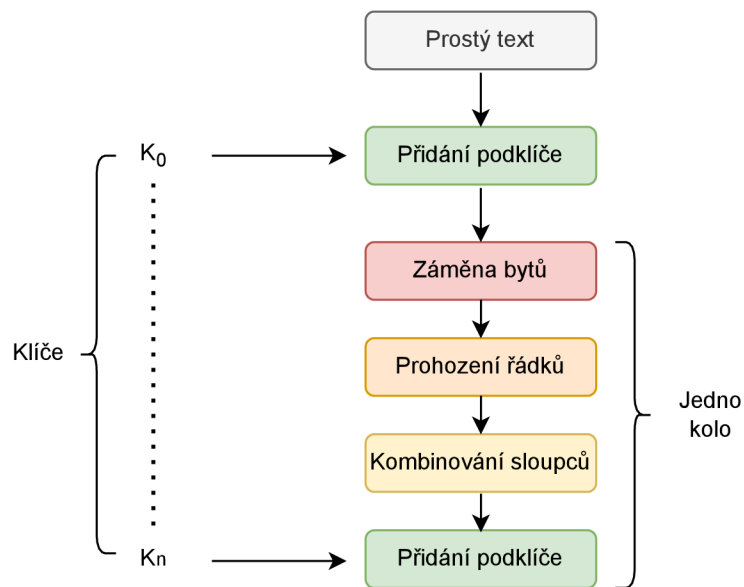 Prostý text
K0
Přidání podklíče
Záměna bytů
Klíče
Prohození řádků
Jedno
kolo
Kombinování sloupců
Kn
Přidání podklíče